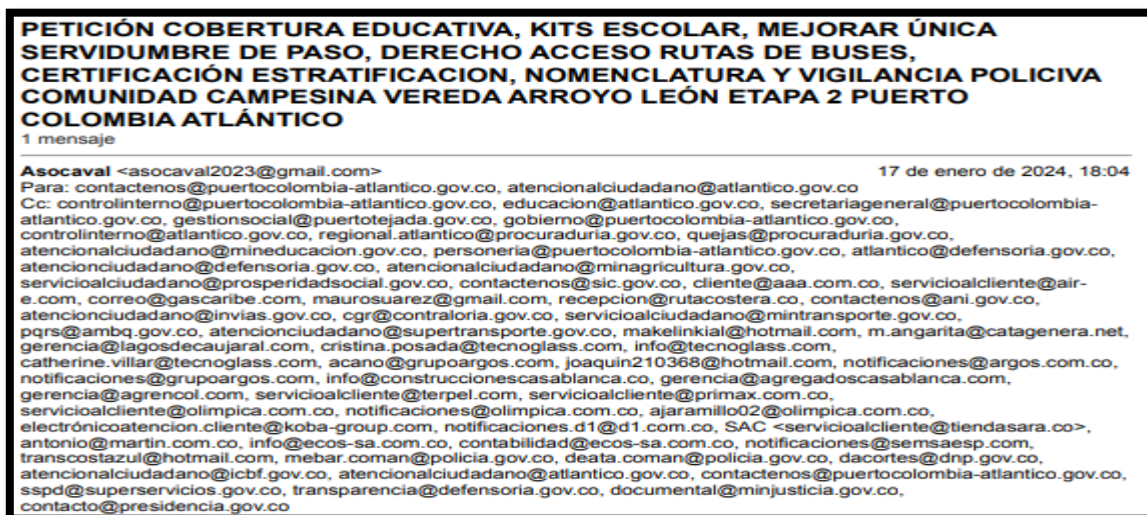 PETICIÓN COBERTURA EDUCATIVA, KITS ESCOLAR, MEJORAR ÚNICA
SERVIDUMBRE DE PASO, DERECHO ACCESO RUTAS DE BUSES,
CERTIFICACIÓN ESTRATIFICACION, NOMENCLATURA Y VIGILANCIA POLICIVA
COMUNIDAD CAMPESINA VEREDA ARROYO LEÓN ETAPA 2 PUERTO
COLOMBIA ATLÁNTICO
1 mensaje
Asocaval <asocaval2023@gmail.com> 17 de enero de 2024, 18:04
Para: contactenos@puertocolombia-atlantico.gov.co, atencionalciudadano@atlantico.gov.co
Cc: controlinterno@puertocolombia-atlantico.gov.co, educacion@atlantico.gov.co, secretariageneral@puertocolombia-
atlantico.gov.co, gestionsocial@puertotejada.gov.co, gobierno@puertocolombia-atlantico.gov.co,
controlinterno@atlantico.gov.co, regional.atlantico@procuraduria.gov.co, quejas@procuraduria.gov.co,
atencionalciudadano@mineducacion.gov.co, personeria@puertocolombia-atlantico.gov.co, atlantico@defensoria.gov.co,
atencionciudadano@defensoria.gov.co, atencionalciudadano@minagricultura.gov.co,
servicioalciudadano@prosperidadsocial.gov.co, contactenos@sic.gov.co, cliente@aaa.com.co, servicioalcliente@air-
e.com, correo@gascaribe.com, maurosuarez@gmail.com, recepcion@rutacostera.co, contactenos@ani.gov.co,
atencionciudadano@invias.gov.co, cgr@contraloria.gov.co, servicioalciudadano@mintransporte.gov.co,
pqrs@ambq.gov.co, atencionciudadano@supertransporte.gov.co, makelinkial@hotmail.com, m.angarita@catagenera.net,
gerencia@lagosdecaujaral.com, cristina.posada@tecnoglass.com, info@tecnoglass.com,
catherine.villar@tecnoglass.com, acano@grupoargos.com, joaquin210368@hotmail.com, notificaciones@argos.com.co,
notificaciones@grupoargos.com, info@construccionescasablanca.co, gerencia@agregadoscasablanca.com,
gerencia@agrencol.com, servicioalcliente@terpel.com, servicioalcliente@primax.com.co,
servicioalcliente@olimpica.com.co, notificaciones@olimpica.com.co, ajaramillo02@olimpica.com.co,
electrónicoatencion.cliente@koba-group.com, notificaciones.d1@d1.com.co, SAC <servicioalcliente@tiendasara.co>,
antonio@martin.com.co, info@ecos-sa.com.co, contabilidad@ecos-sa.com.co, notificaciones@semsaesp.com,
transcostazul@hotmail.com, mebar.coman@policia.gov.co, deata.coman@policia.gov.co, dacortes@dnp.gov.co,
atencionalciudadano@icbf.gov.co, atencionalciudadano@atlantico.gov.co, contactenos@puertocolombia-atlantico.gov.co,
sspd@superservicios.gov.co, transparencia@defensoria.gov.co, documental@minjusticia.gov.co,
contacto@presidencia.gov.co